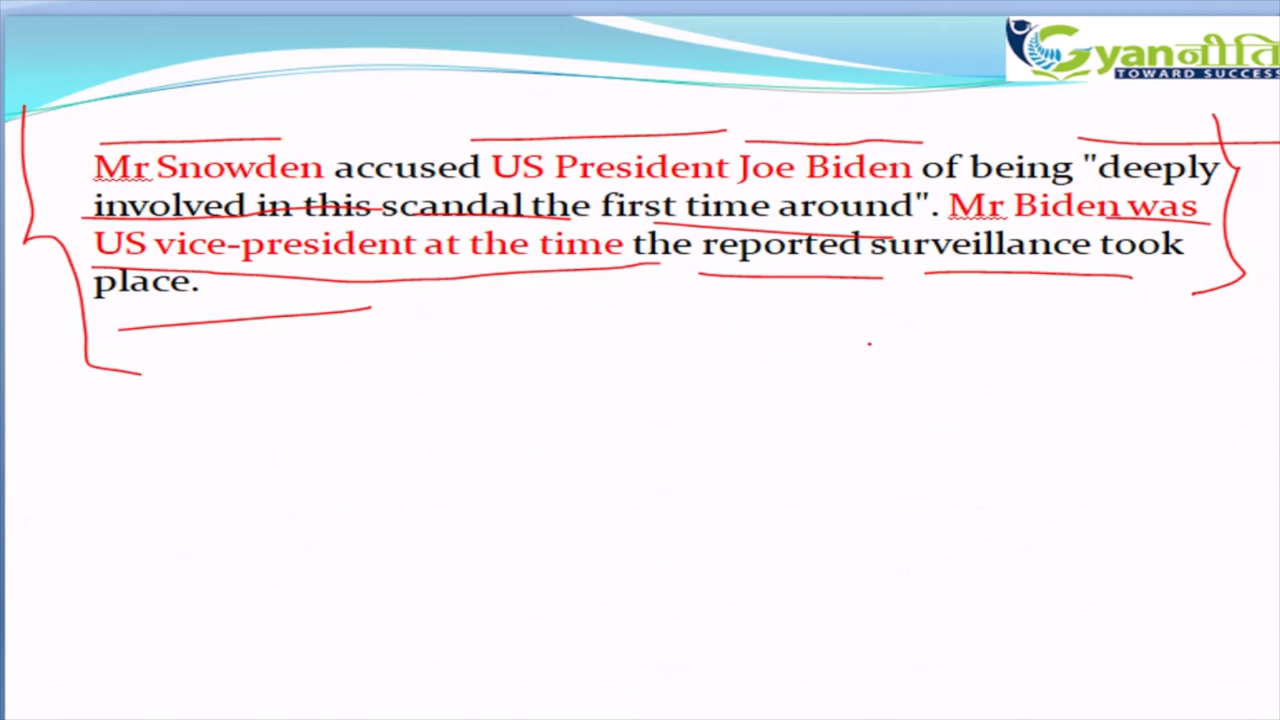 Gyanनीति
TOWARD SUCCESS
Mr Snowden accused US President Joe Biden of being "deeply
involved in this scandal the first time around". Mr Biden was
US vice-president at the time the reported surveillance took
place.